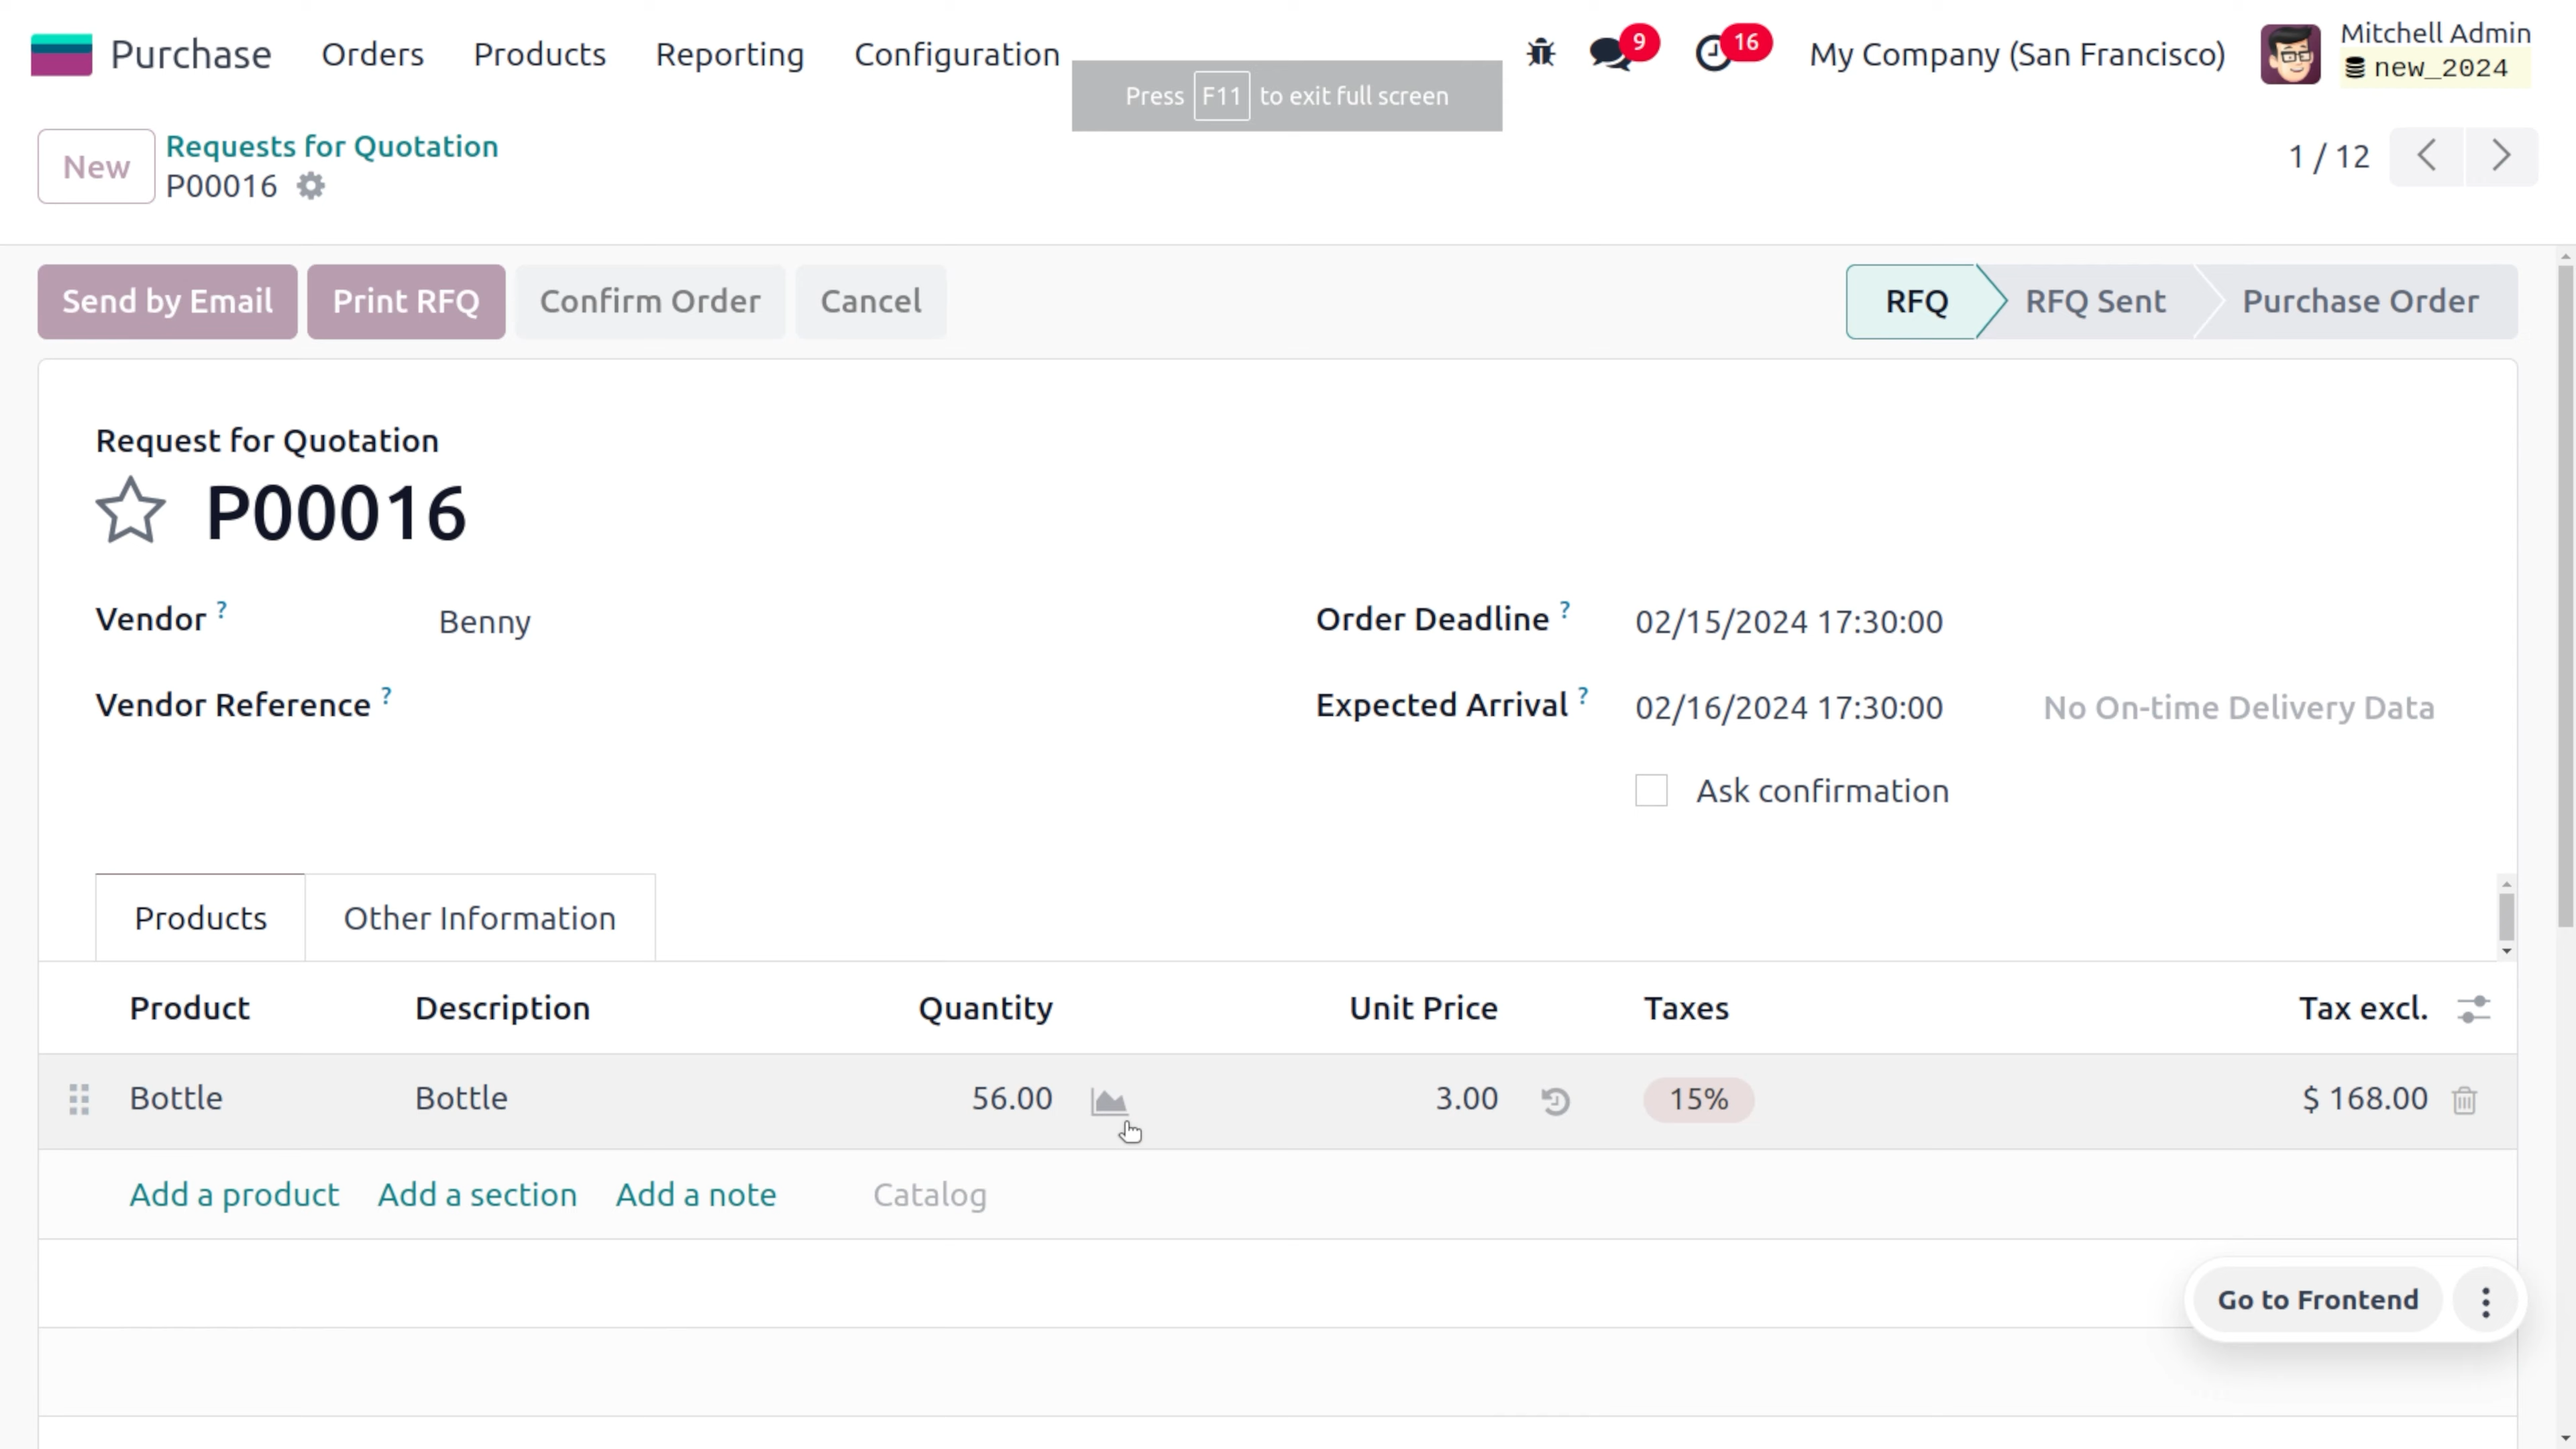 Purchase Orders Products Reporting Configuration 9 16 My Company (San Francisco) Mitchell Admin
new_2024
Press F11 to exit full screen
New Requests for Quotation
P00016
1 / 12
Send by Email Print RFQ Confirm Order Cancel RFQ RFQ Sent Purchase Order
Request for Quotation
P00016
Vendor ? Benny Order Deadline ? 02/15/2024 17:30:00
Vendor Reference ? Expected Arrival ? 02/16/2024 17:30:00 No On-time Delivery Data
Ask confirmation
Products Other Information
Product Description Quantity Unit Price Taxes Tax excl.
Bottle Bottle 56.00 3.00 15% $ 168.00
Add a product Add a section Add a note Catalog
Go to Frontend